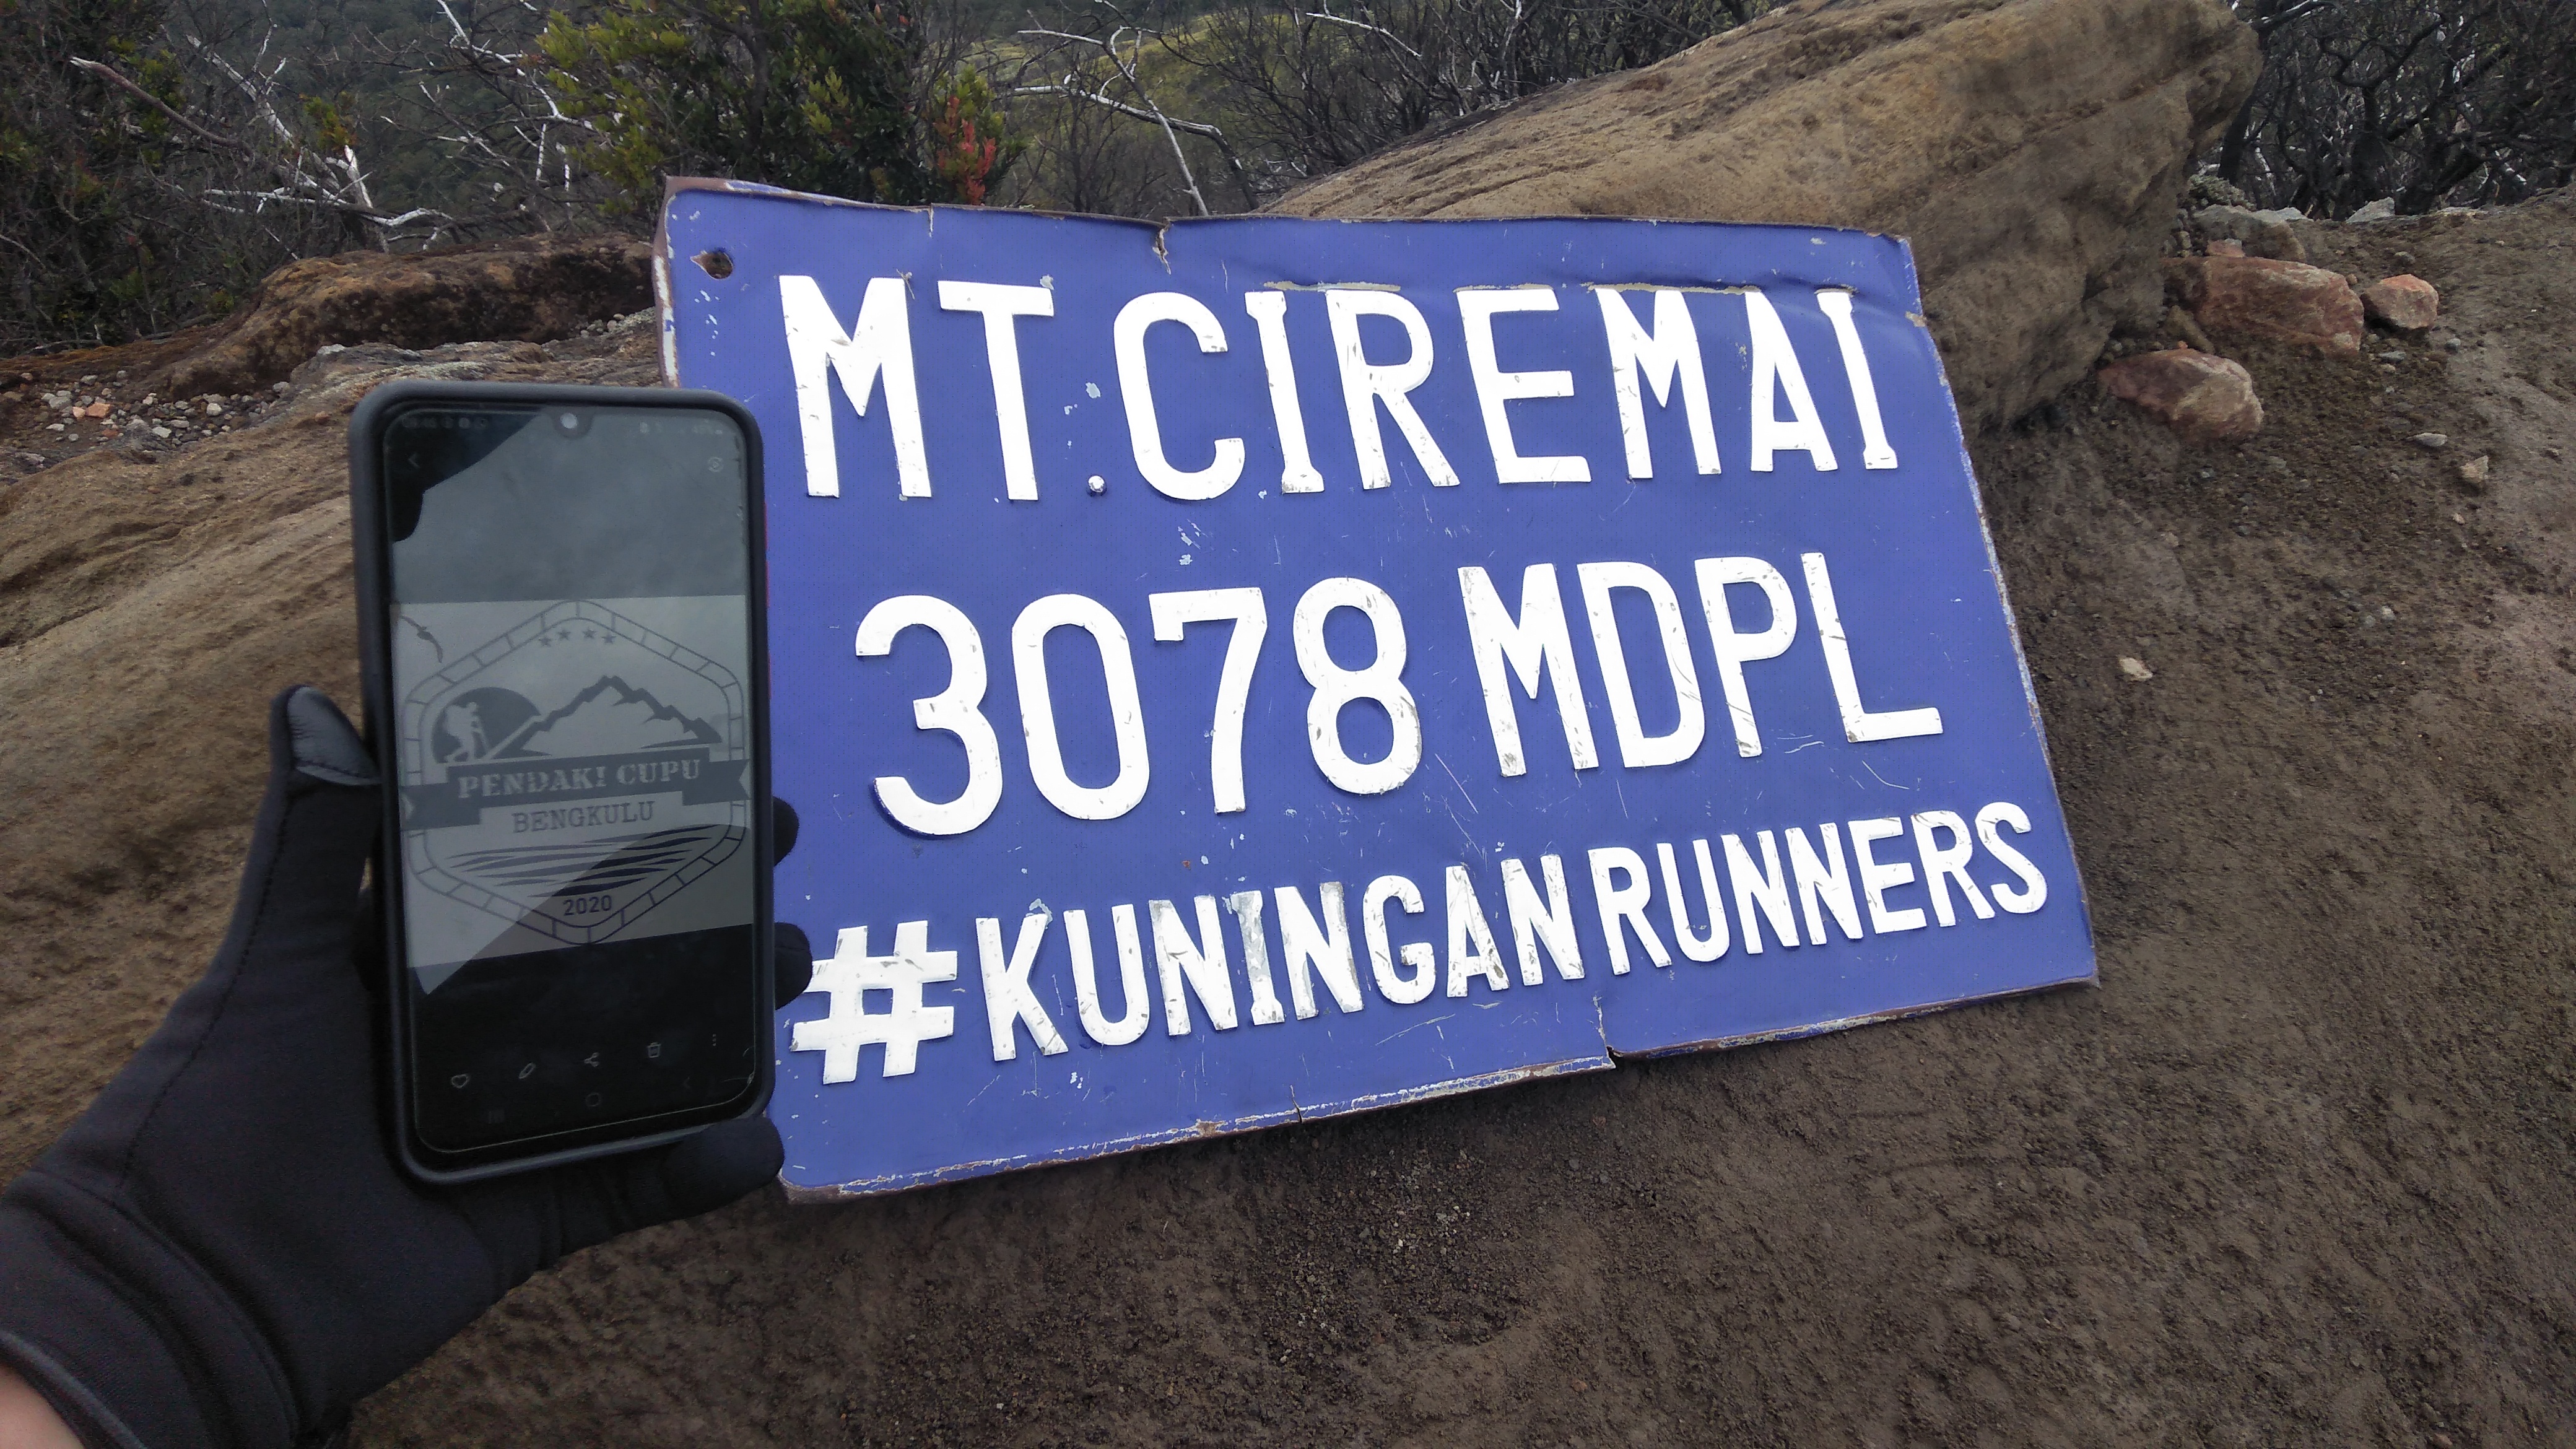 MT.CIREMAI
3078 MDPL
#KUNINGAN RUNNERS
PENDAKI CUPU
BENGKULU
2020